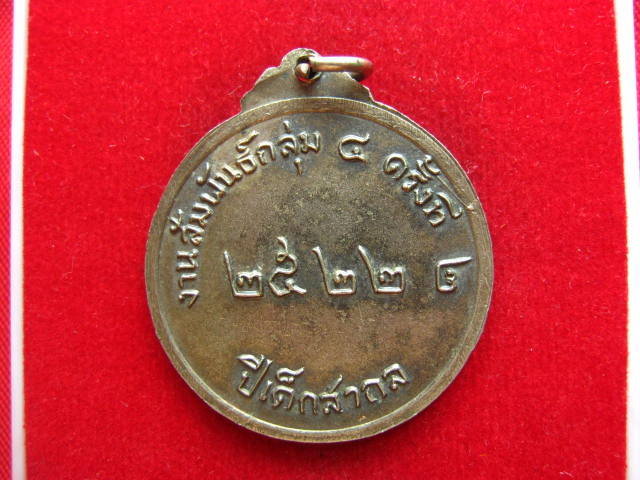 งานสัมพันธ์กลุ่ม ๔ ครั้งที่ ๘
๒๕๒๒
ปีเด็กสากล